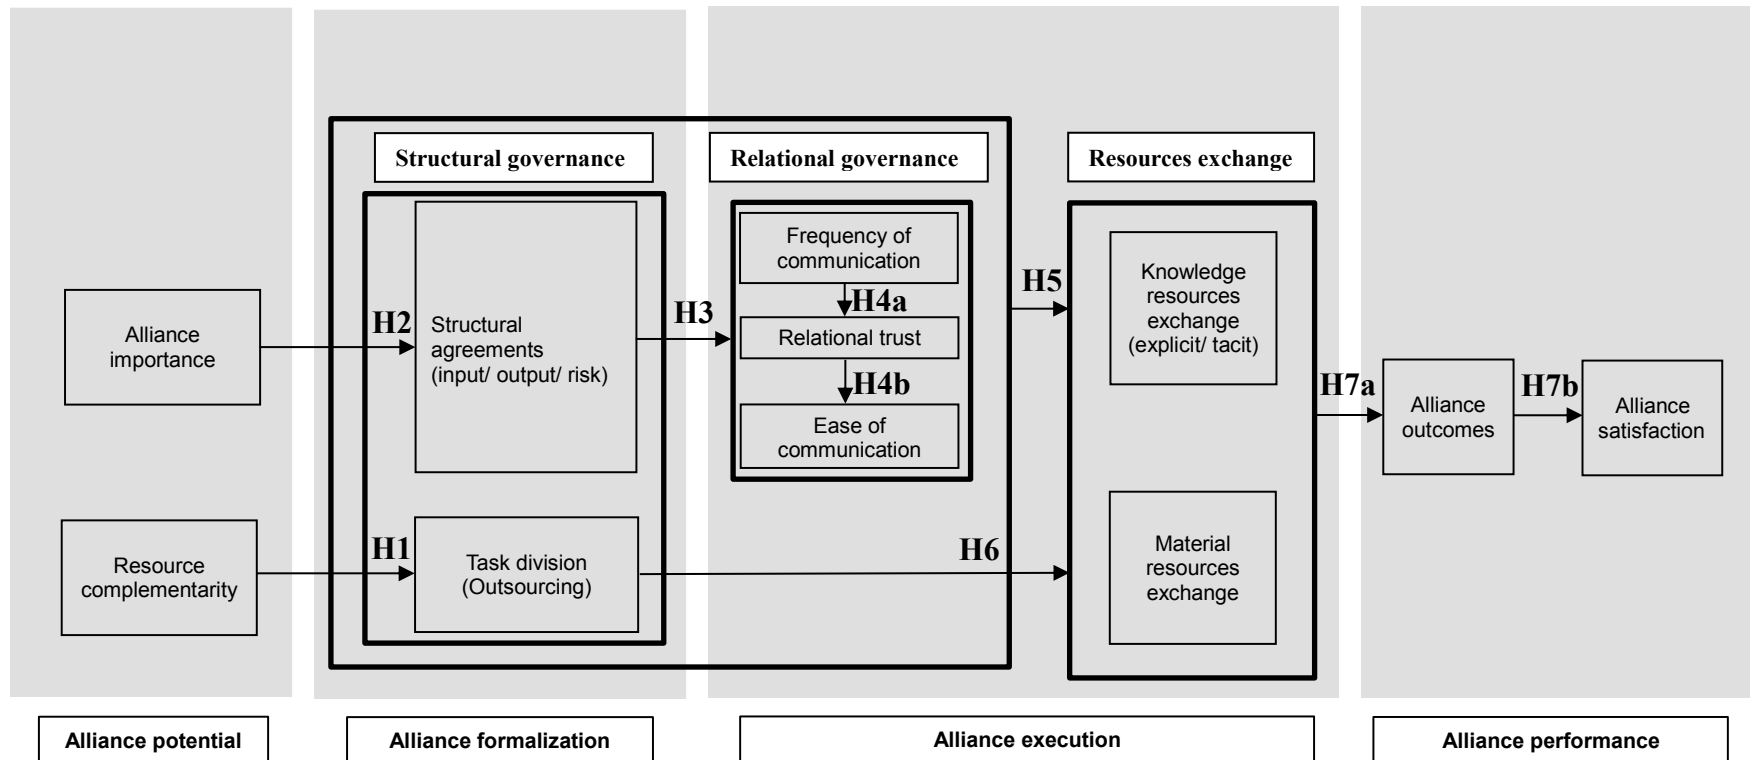 Structural governance
Relational governance
Resources exchange
Alliance
importance
Resource
complementarity
H2
H1
Structural
agreements
(input/ output/ risk)
Task division
(Outsourcing)
H3
Frequency of
communication
H4a
Relational trust
H4b
Ease of
communication
H5
H6
Knowledge
resources
exchange
(explicit/ tacit)
Material
resources
exchange
H7a
Alliance
outcomes
H7b
Alliance
satisfaction
Alliance potential
Alliance formalization
Alliance execution
Alliance performance